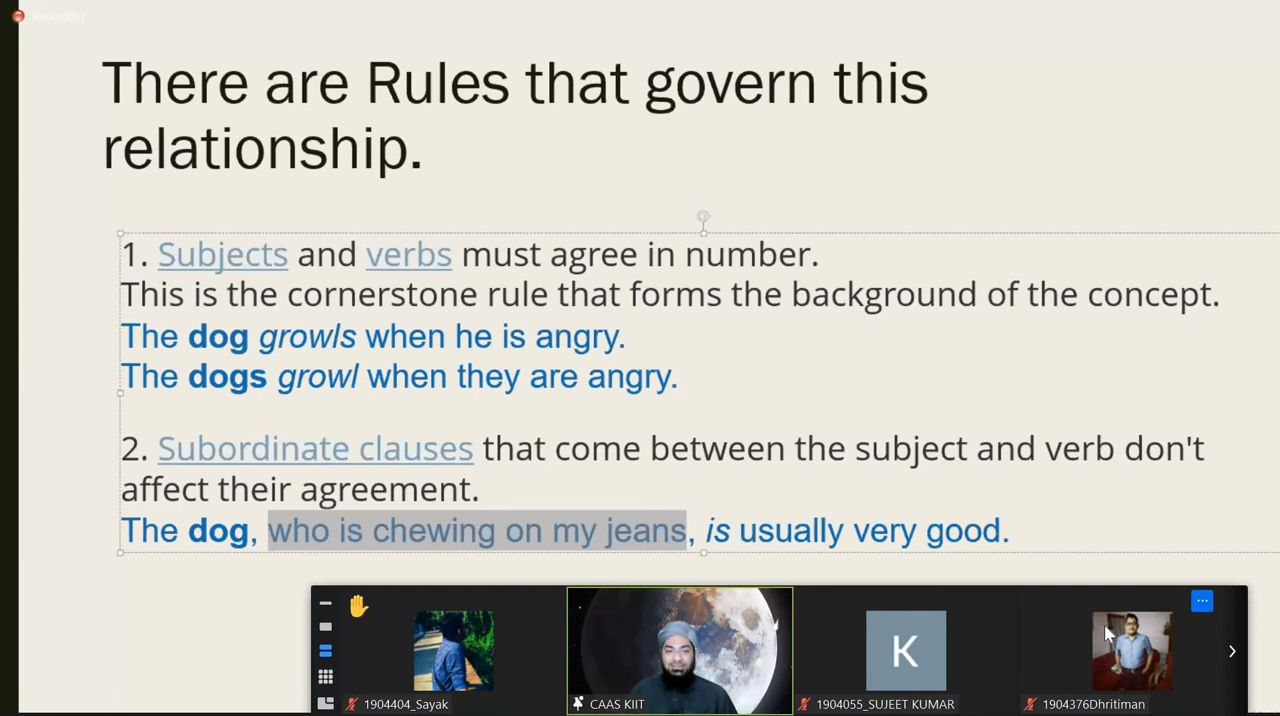 Recording
There are Rules that govern this
relationship.
1. Subjects and verbs must agree in number.
This is the cornerstone rule that forms the background of the concept.
The dog growls when he is angry.
The dogs growl when they are angry.
2. Subordinate clauses that come between the subject and verb don't
affect their agreement.
The dog, who is chewing on my jeans, is usually very good.
K
1904404_Sayak
CAAS KIIT
1904055_SUJEET KUMAR
1904376Dhritiman